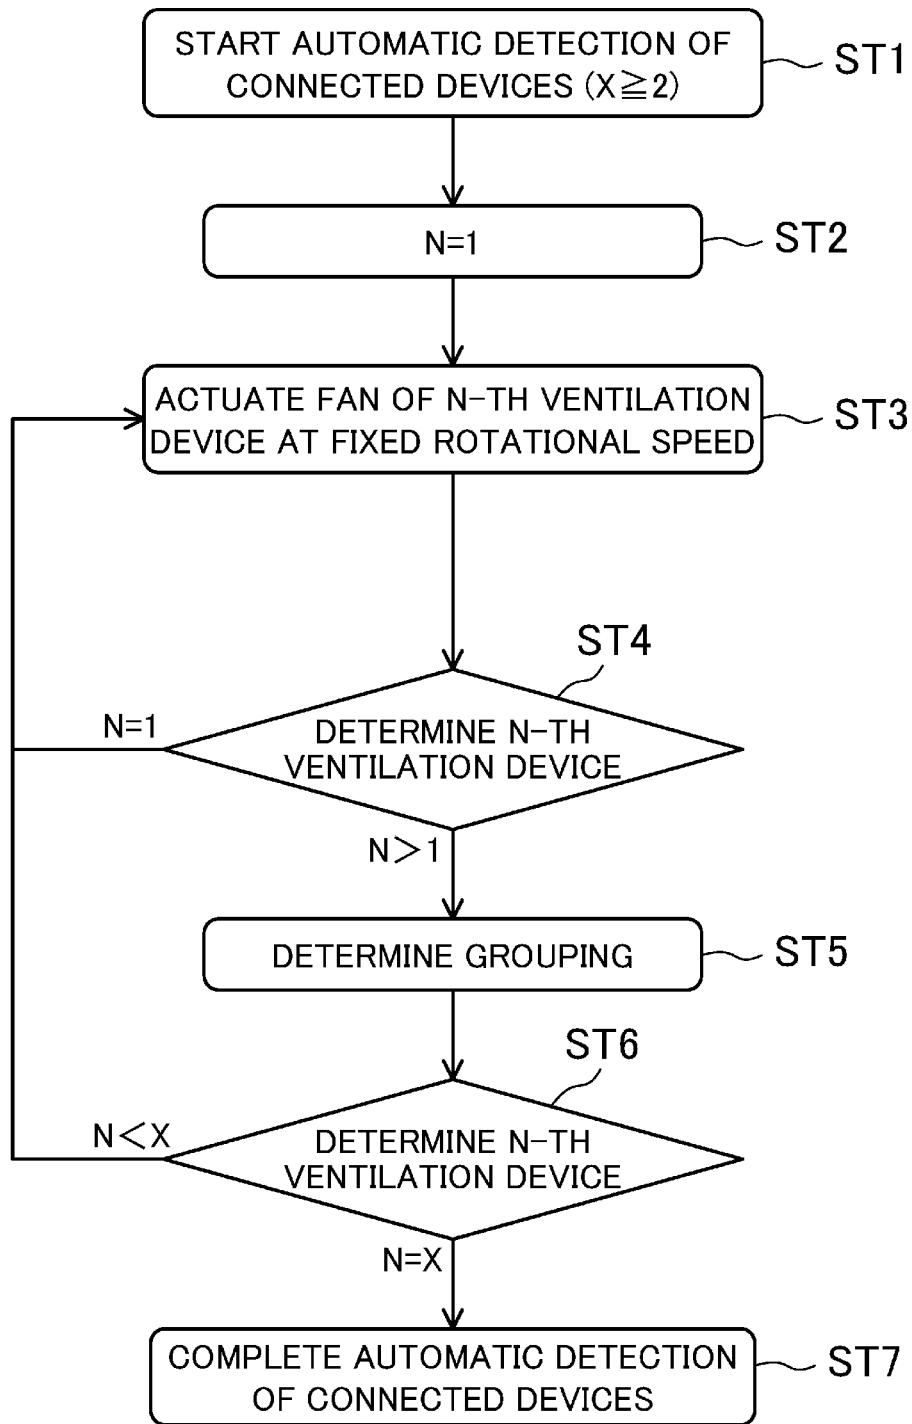 START AUTOMATIC DETECTION OF
CONNECTED DEVICES (X≧2)
ST1
N=1
ST2
ACTUATE FAN OF N-TH VENTILATION
DEVICE AT FIXED ROTATIONAL SPEED
ST3
ST4
N=1
DETERMINE N-TH
VENTILATION DEVICE
N>1
DETERMINE GROUPING
ST5
ST6
N<X
DETERMINE N-TH
VENTILATION DEVICE
N=X
COMPLETE AUTOMATIC DETECTION
OF CONNECTED DEVICES
ST7